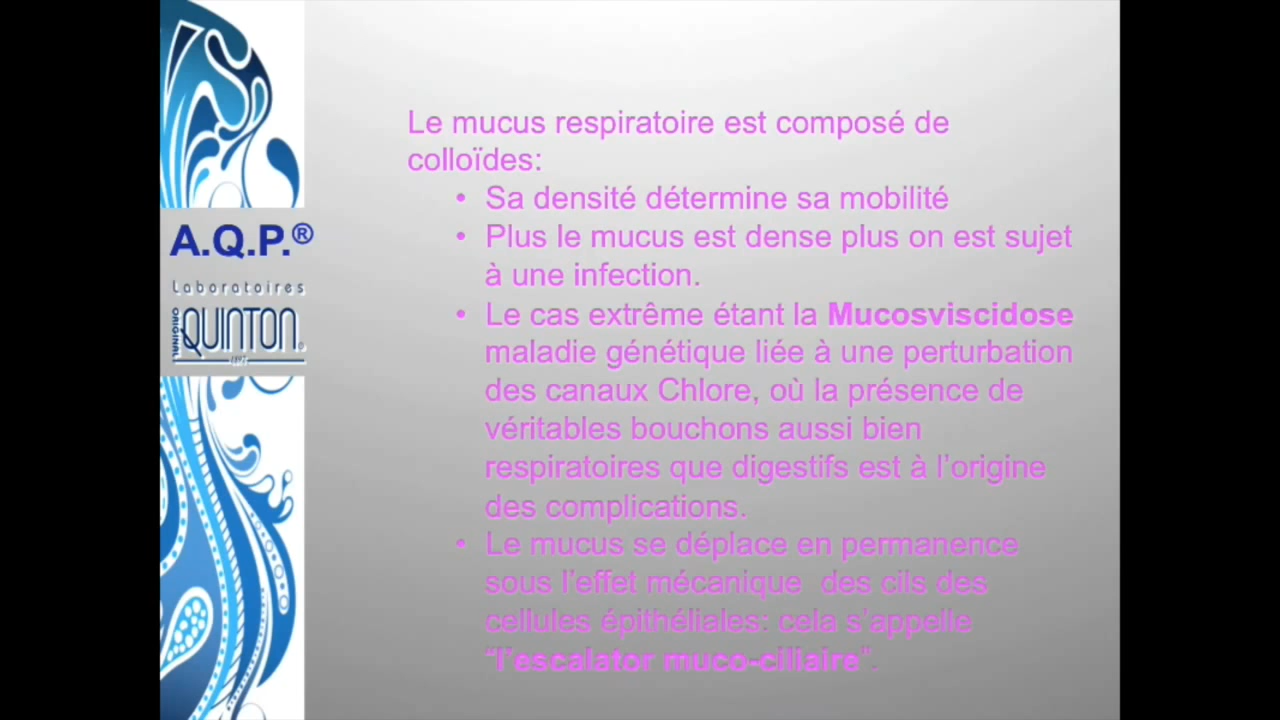 Le mucus respiratoire est composé de
colloïdes:
• Sa densité détermine sa mobilité
• Plus le mucus est dense plus on est sujet
à une infection.
• Le cas extrême étant la Mucosviscidose
maladie génétique liée à une perturbation
des canaux Chlore, où la présence de
véritables bouchons aussi bien
respiratoires que digestifs est à l'origine
des complications.
• Le mucus se déplace en permanence
sous l'effet mécanique des cils des
cellules épithéliales: cela s'appelle
"l'escalator muco-ciliaire".
A.Q.P.®
Laboratoires
ORIGINAL
QUINTON